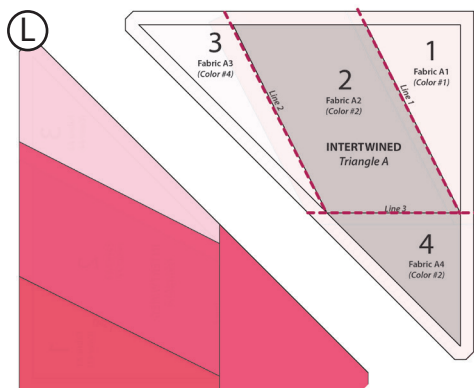 L
3
Fabric A3
(Color #4)
1
Fabric A1
(Color #1)
2
Fabric A2
(Color #2)
Line 1
Line 2
INTERTWINED
Triangle A
Line 3
4
Fabric A4
(Color #2)